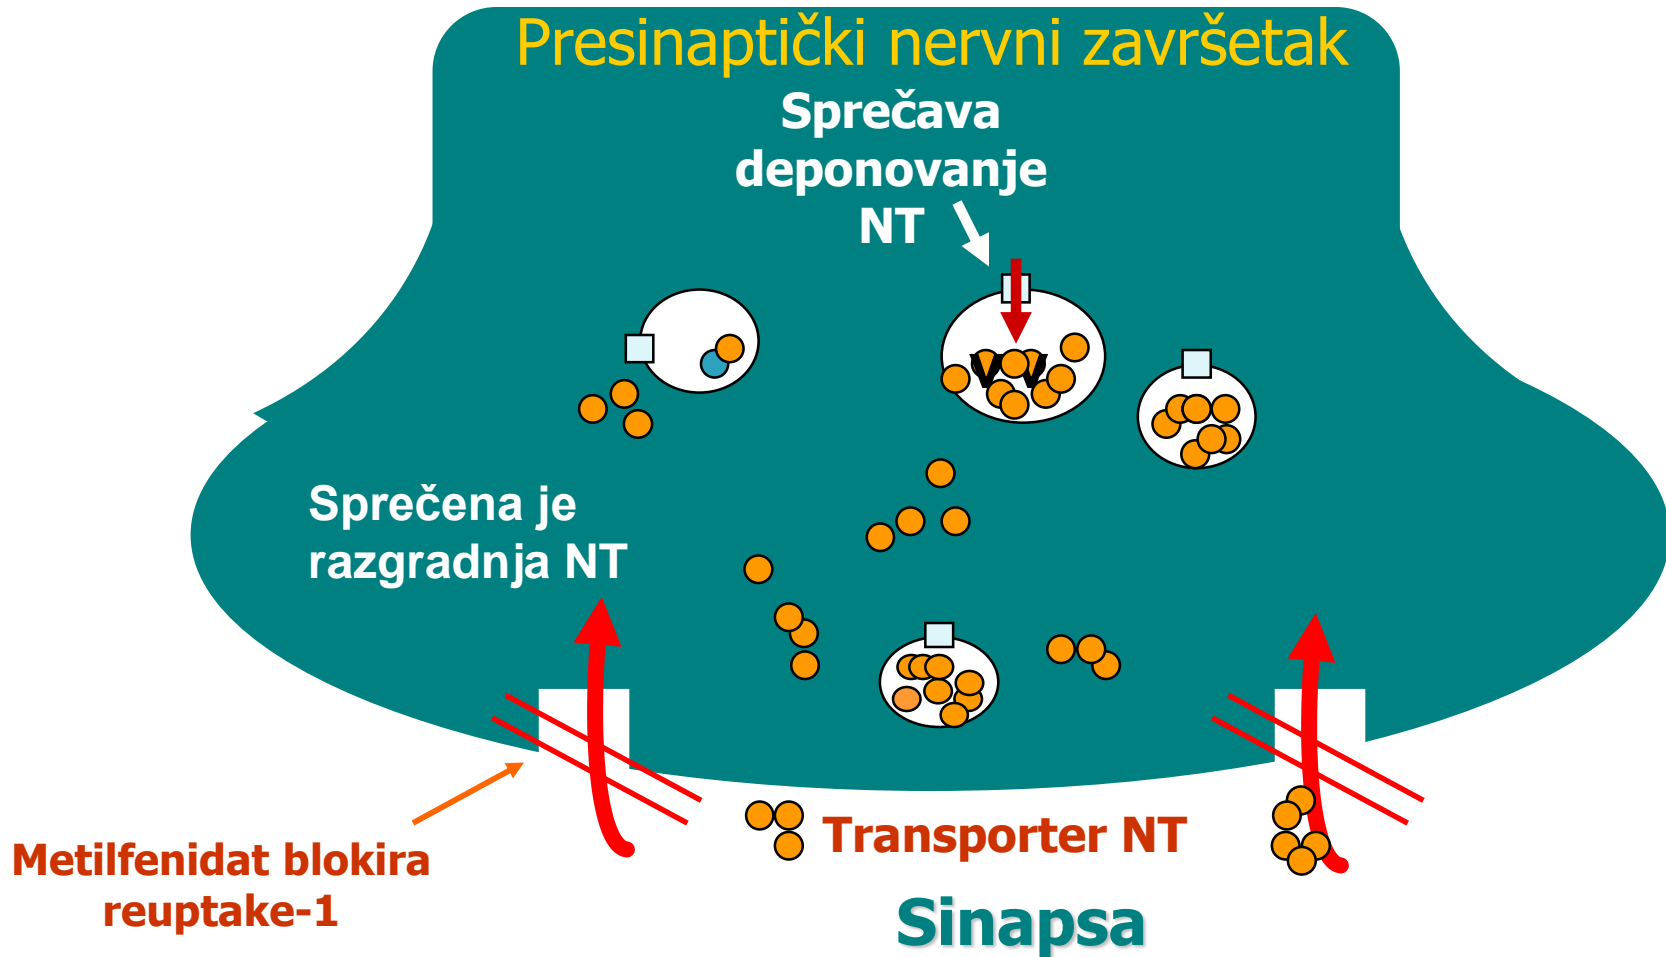 Presinaptički nervni završetak
Sprečava
deponovanje
NT
V V
Sprečena je
razgradnja NT
Transporter NT
Metilfenidat blokira
reuptake-1
Sinapsa